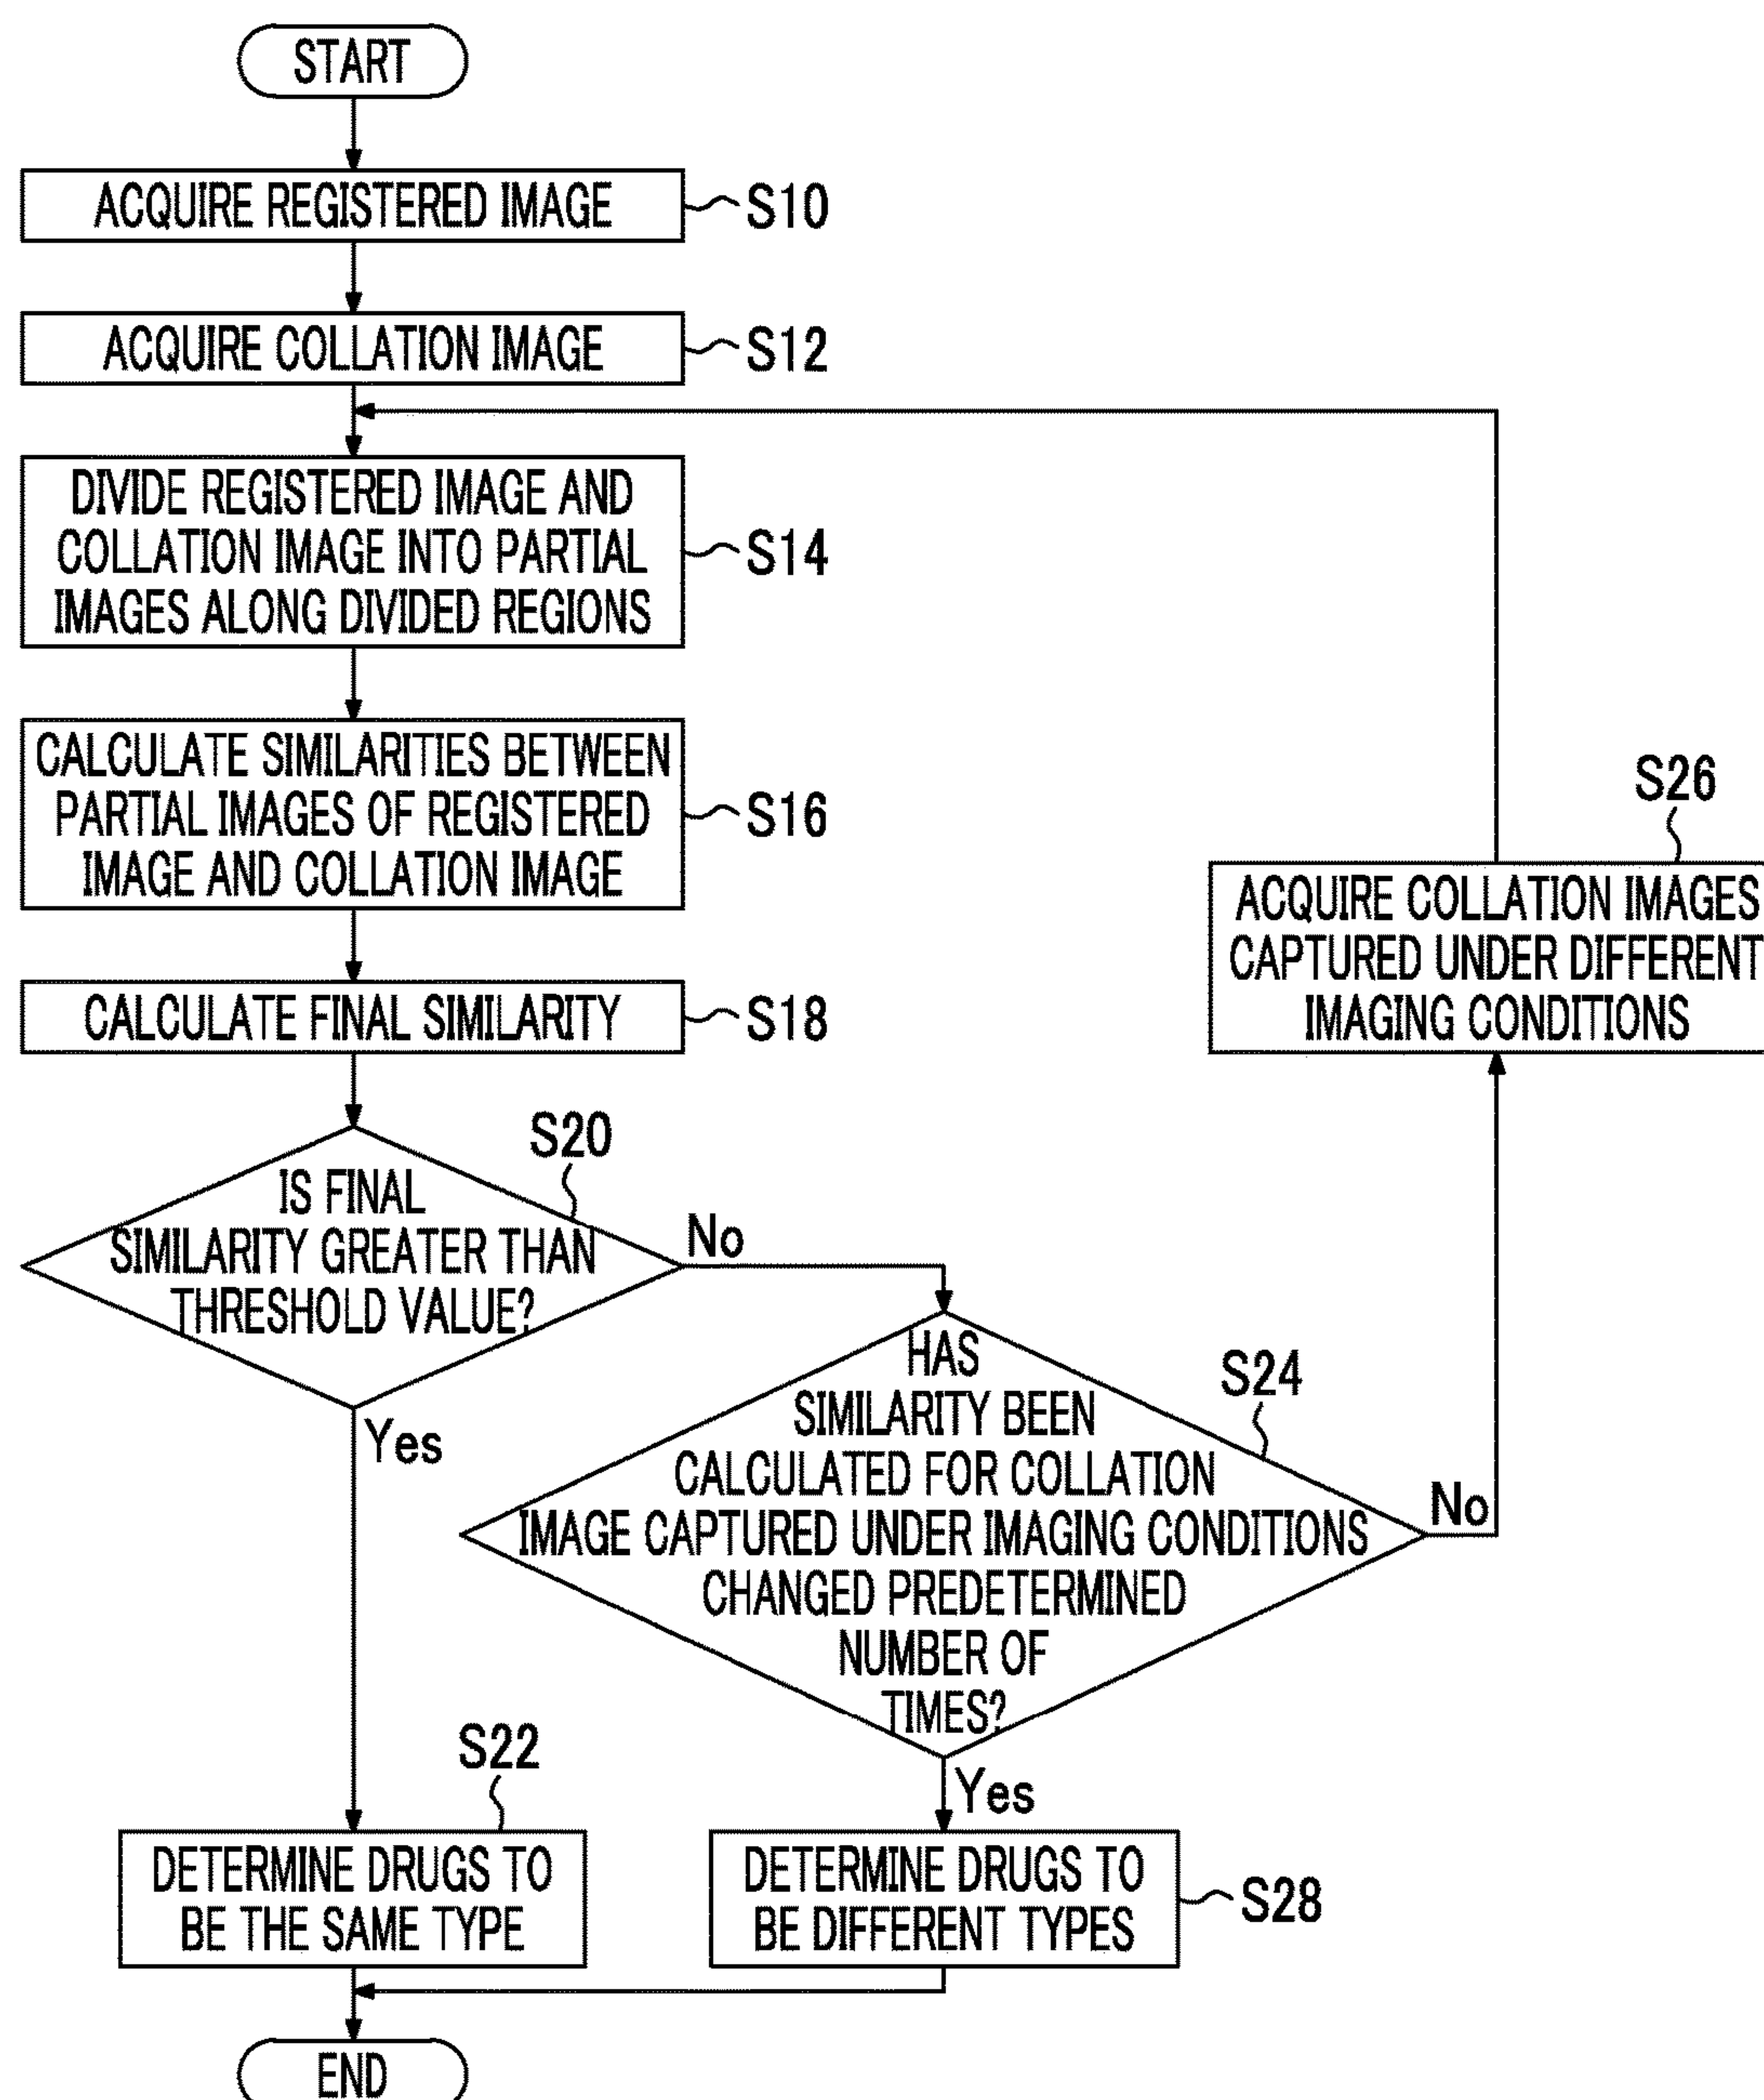 START
ACQUIRE REGISTERED IMAGE
S10
ACQUIRE COLLATION IMAGE
S12
DIVIDE REGISTERED IMAGE AND
COLLATION IMAGE INTO PARTIAL
IMAGES ALONG DIVIDED REGIONS
S14
CALCULATE SIMILARITIES BETWEEN
PARTIAL IMAGES OF REGISTERED
IMAGE AND COLLATION IMAGE
S16
S26
ACQUIRE COLLATION IMAGES
CAPTURED UNDER DIFFERENT
IMAGING CONDITIONS
CALCULATE FINAL SIMILARITY
S18
S20
IS FINAL
SIMILARITY GREATER THAN
THRESHOLD VALUE?
No
Yes
S24
HAS
SIMILARITY BEEN
CALCULATED FOR COLLATION
IMAGE CAPTURED UNDER IMAGING CONDITIONS
CHANGED PREDETERMINED
NUMBER OF
TIMES?
No
Yes
S22
DETERMINE DRUGS TO
BE THE SAME TYPE
DETERMINE DRUGS TO
BE DIFFERENT TYPES
S28
END